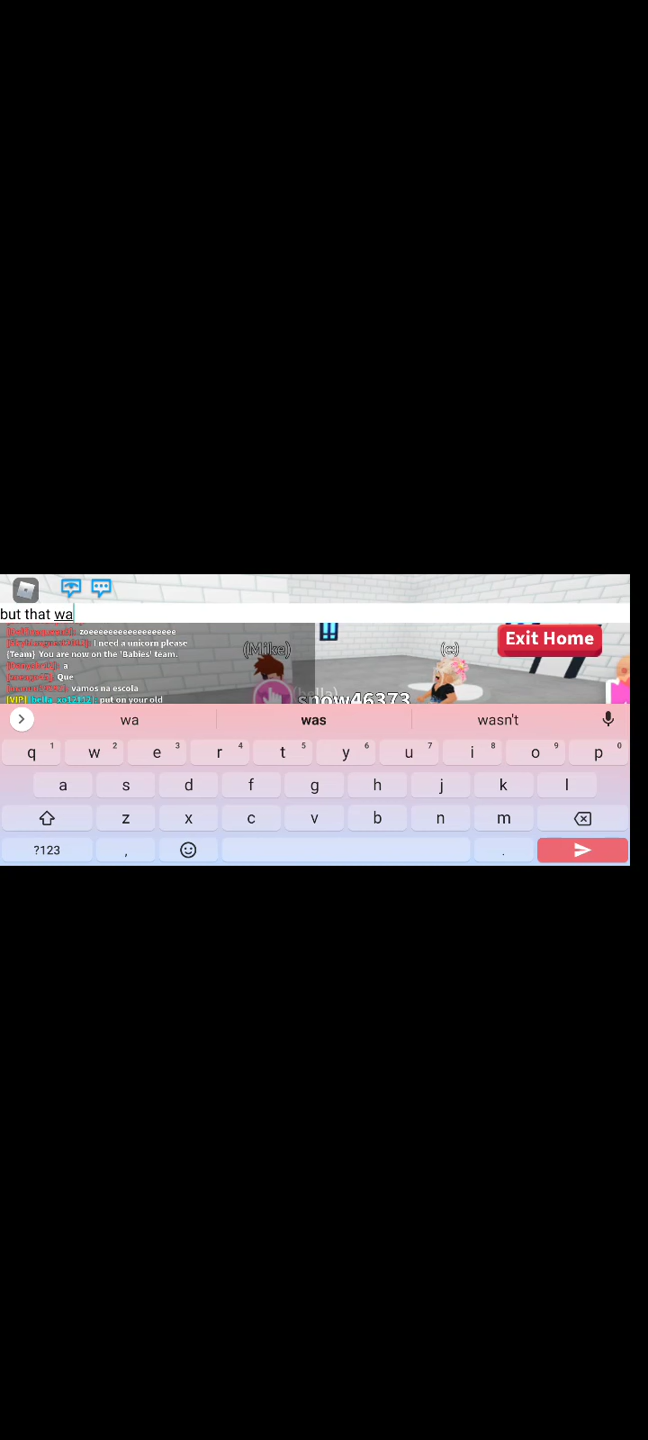 but that wa
zoeeeeeeeeeeeeeeeeeee
I need a unicorn please
(Team) You are now on the 'Babies' team.
a
Que
vamos na escola
[VIP] put on your old
(Mike)
Exit Home
snow46373
wa was wasn't
q 1 w 2 e 3 r 4 t 5 y 6 u 7 i 8 o 9 p 0
a s d f g h j k l
z x c v b n m
?123 , .